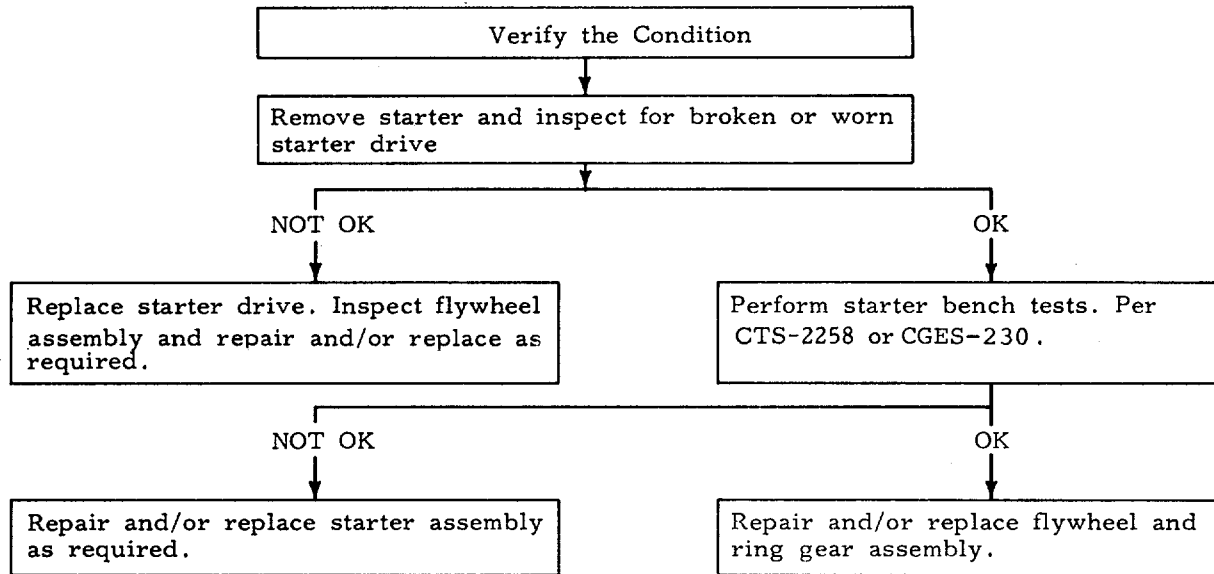 Verify the Condition
Remove starter and inspect for broken or worn
starter drive
NOT OK
OK
Replace starter drive. Inspect flywheel
assembly and repair and/or replace as
required.
Perform starter bench tests. Per
CTS-2258 or CGES-230.
NOT OK
OK
Repair and/or replace starter assembly
as required.
Repair and/or replace flywheel and
ring gear assembly.